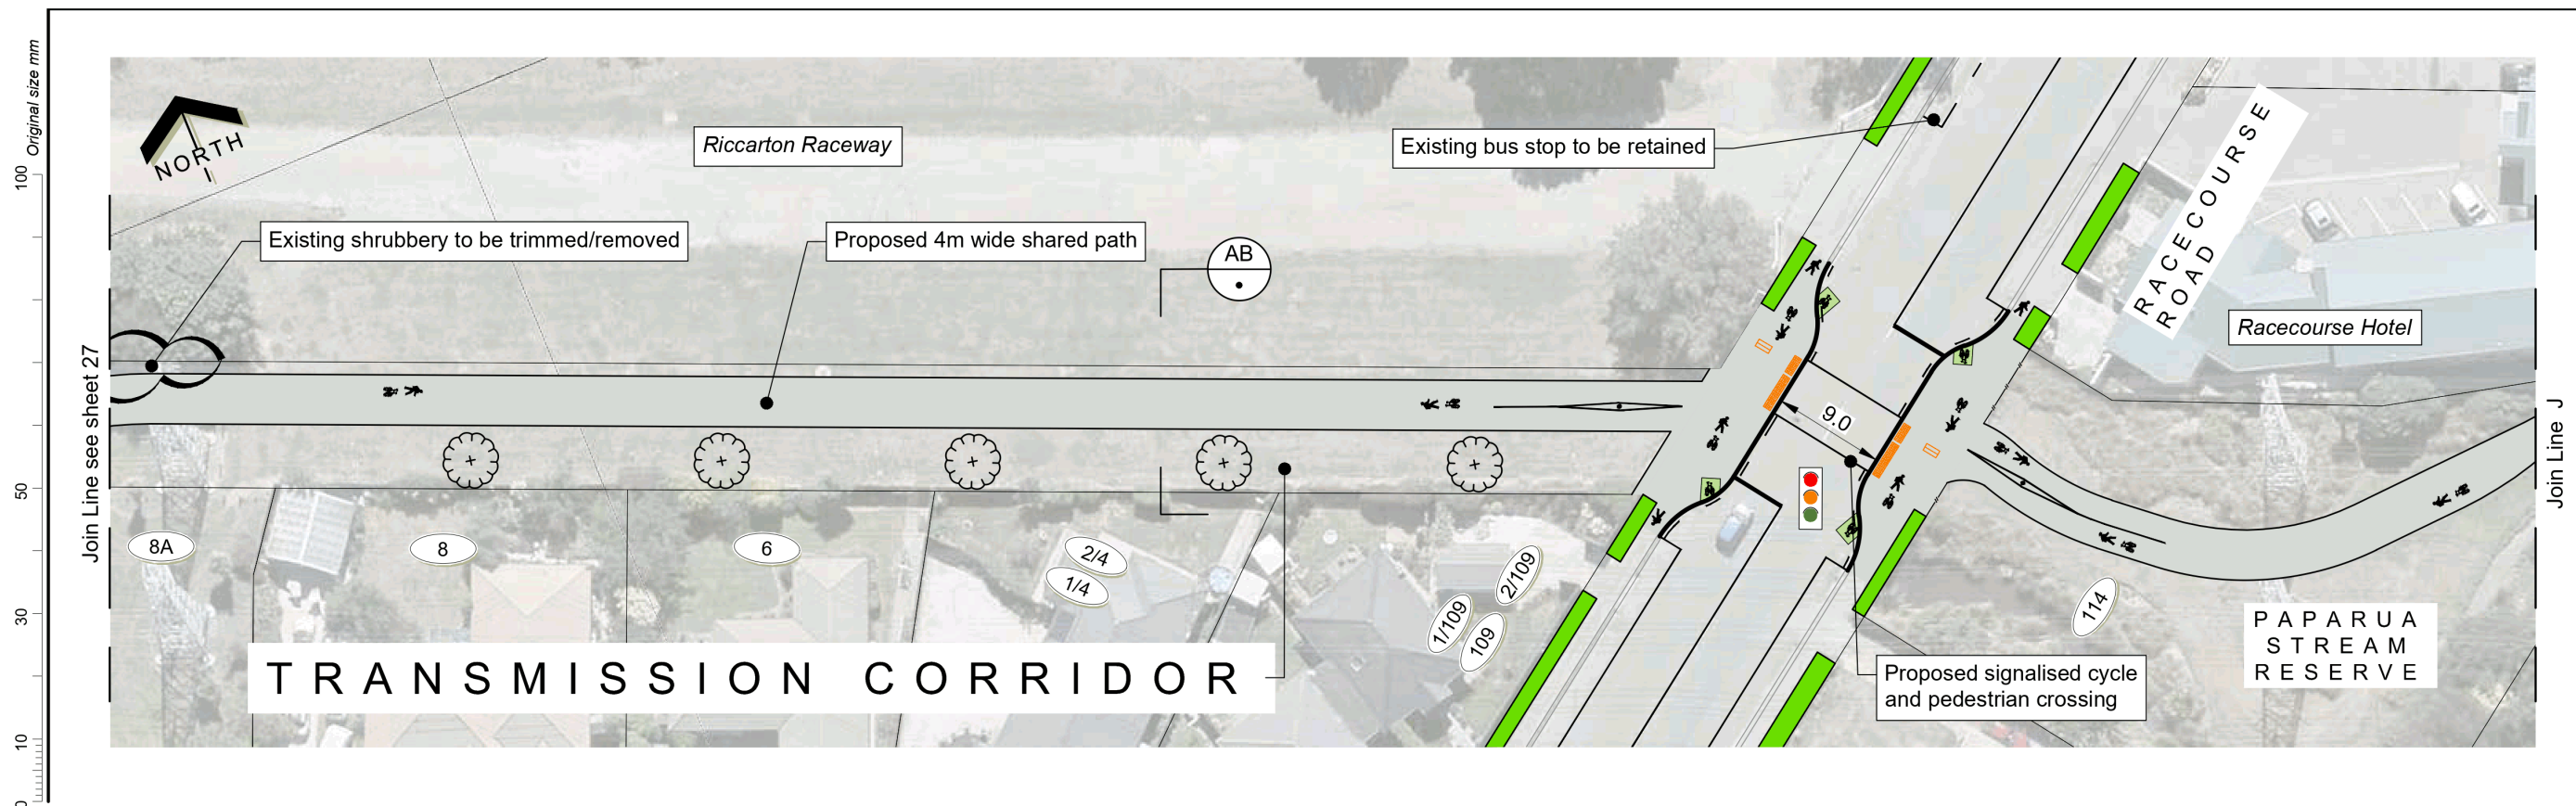 Original size mm
100
50
30
10
0
NORTH
Riccarton Raceway
Existing bus stop to be retained
RACECOURSE
ROAD
Existing shrubbery to be trimmed/removed
Proposed 4m wide shared path
AB
Racecourse Hotel
Join Line see sheet 27
Join Line J
9.0
8A
8
6
2/4
1/4
2/109
1/109
109
114
TRANSMISSION CORRIDOR
Proposed signalised cycle
and pedestrian crossing
PAPARUA
STREAM
RESERVE